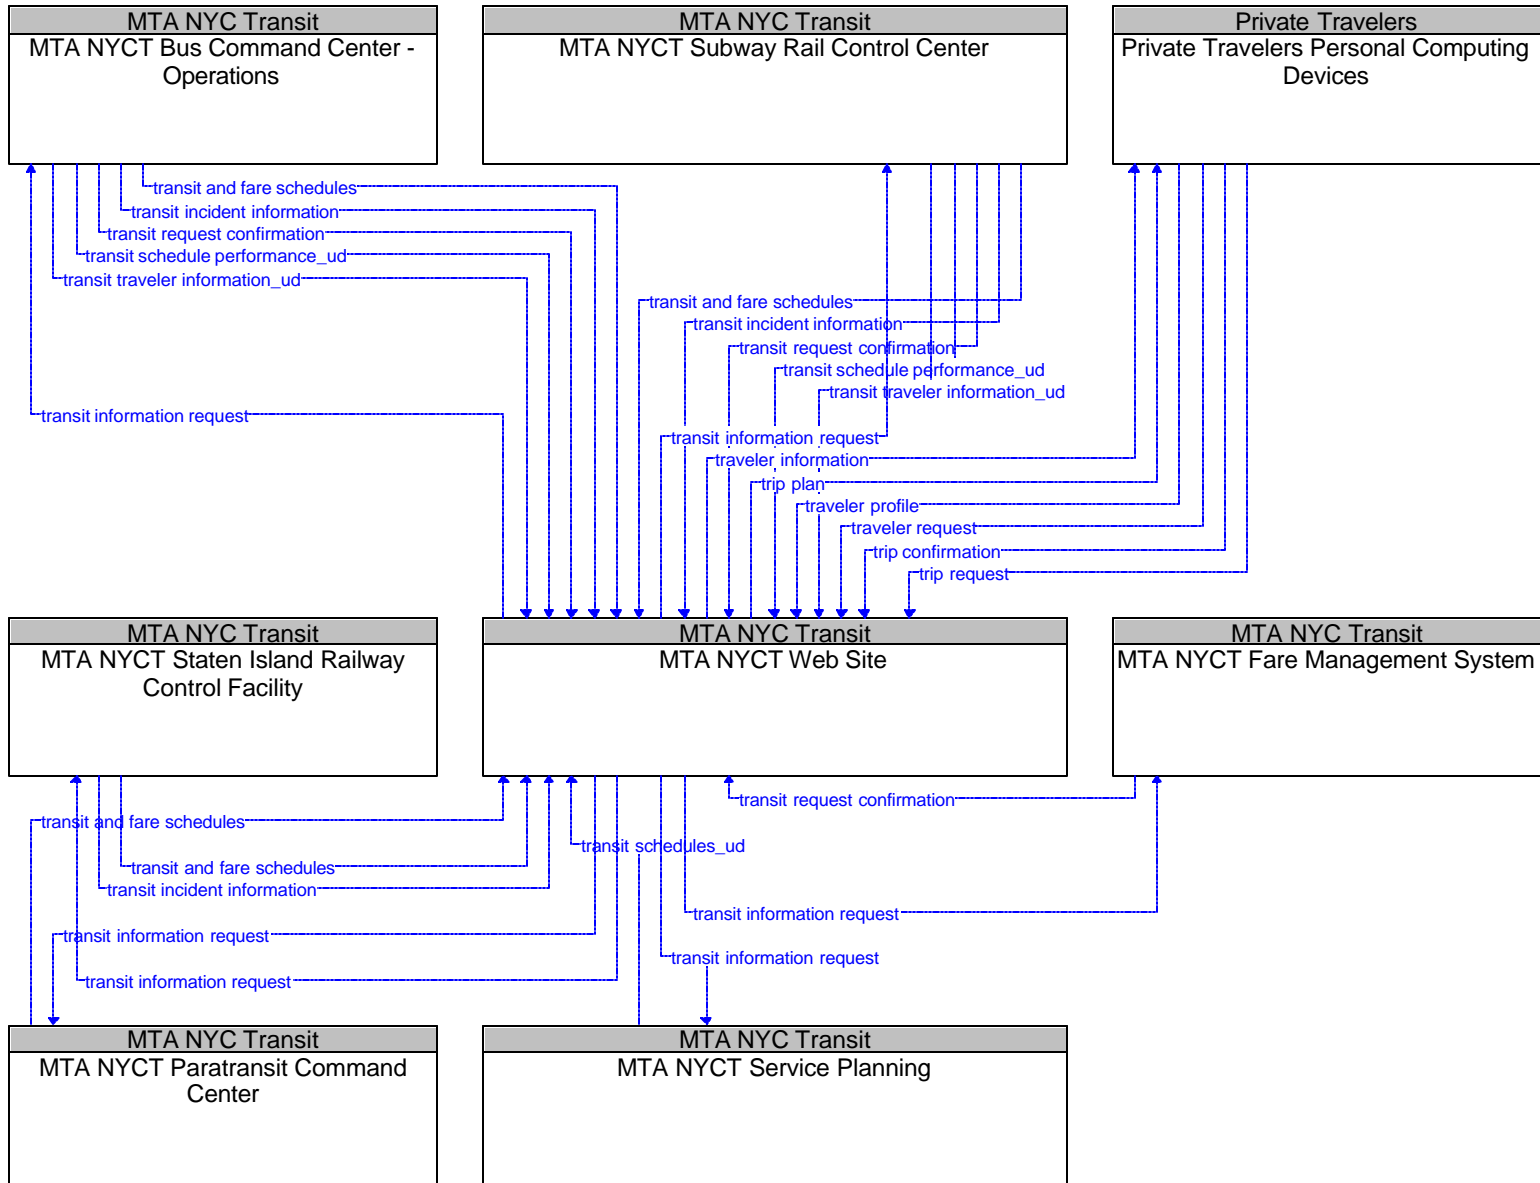 MTA NYC Transit
MTA NYCT Bus Command Center -
Operations
MTA NYC Transit
MTA NYCT Subway Rail Control Center
Private Travelers
Private Travelers Personal Computing
Devices
transit and fare schedules
transit incident information
transit request confirmation
transit schedule performance_ud
transit traveler information_ud
transit and fare schedules
transit incident information
transit request confirmation
transit schedule performance_ud
transit traveler information_ud
transit information request
transit information request
traveler information
trip plan
traveler profile
traveler request
trip confirmation
trip request
MTA NYC Transit
MTA NYCT Staten Island Railway
Control Facility
MTA NYC Transit
MTA NYCT Web Site
MTA NYC Transit
MTA NYCT Fare Management System
transit request confirmation
transit and fare schedules
transit schedules_ud
transit and fare schedules
transit incident information
transit information request
transit information request
transit information request
transit information request
MTA NYC Transit
MTA NYCT Paratransit Command
Center
MTA NYC Transit
MTA NYCT Service Planning